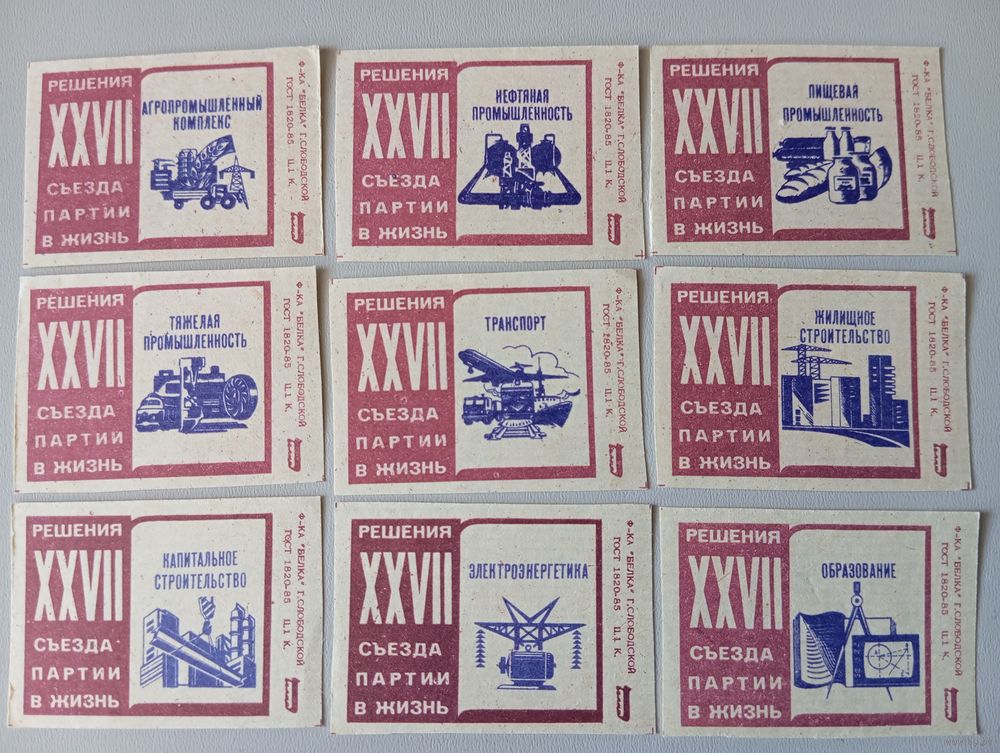 РЕШЕНИЯ
XXVII
СЪЕЗДА
ПАРТИИ
В ЖИЗНЬ
АГРОПРОМЫШЛЕННЫЙ
КОМПЛЕКС
Ф-КА "БЕЛКА" Г.СЛОБОДСКОЙ
ГОСТ 1820-85 Ц.1 К.
РЕШЕНИЯ
XXVII
СЪЕЗДА
ПАРТИИ
В ЖИЗНЬ
НЕФТЯНАЯ
ПРОМЫШЛЕННОСТЬ
Ф-КА "БЕЛКА" Г.СЛОБОДСКОЙ
ГОСТ 1820-85 Ц.1 К.
РЕШЕНИЯ
XXVII
СЪЕЗДА
ПАРТИИ
В ЖИЗНЬ
ПИЩЕВАЯ
ПРОМЫШЛЕННОСТЬ
Ф-КА "БЕЛКА" Г.СЛОБОДСКОЙ
ГОСТ 1820-85 Ц.1 К.
РЕШЕНИЯ
XXVII
СЪЕЗДА
ПАРТИИ
В ЖИЗНЬ
ТЯЖЕЛАЯ
ПРОМЫШЛЕННОСТЬ
Ф-КА "БЕЛКА" Г.СЛОБОДСКОЙ
ГОСТ 1820-85 Ц.1 К.
РЕШЕНИЯ
XXVII
СЪЕЗДА
ПАРТИИ
В ЖИЗНЬ
ТРАНСПОРТ
Ф-КА "БЕЛКА" Г.СЛОБОДСКОЙ
ГОСТ 1820-85 Ц.1 К.
РЕШЕНИЯ
XXVII
СЪЕЗДА
ПАРТИИ
В ЖИЗНЬ
ЖИЛИЩНОЕ
СТРОИТЕЛЬСТВО
Ф-КА "БЕЛКА" Г.СЛОБОДСКОЙ
ГОСТ 1820-85 Ц.1 К.
РЕШЕНИЯ
XXVII
СЪЕЗДА
ПАРТИИ
В ЖИЗНЬ
КАПИТАЛЬНОЕ
СТРОИТЕЛЬСТВО
Ф-КА "БЕЛКА" Г.СЛОБОДСКОЙ
ГОСТ 1820-85 Ц.1 К.
РЕШЕНИЯ
XXVII
СЪЕЗДА
ПАРТИИ
В ЖИЗНЬ
ЭЛЕКТРОЭНЕРГЕТИКА
Ф-КА "БЕЛКА" Г.СЛОБОДСКОЙ
ГОСТ 1820-85 Ц.1 К.
РЕШЕНИЯ
XXVII
СЪЕЗДА
ПАРТИИ
В ЖИЗНЬ
ОБРАЗОВАНИЕ
Ф-КА "БЕЛКА" Г.СЛОБОДСКОЙ
ГОСТ 1820-85 Ц.1 К.